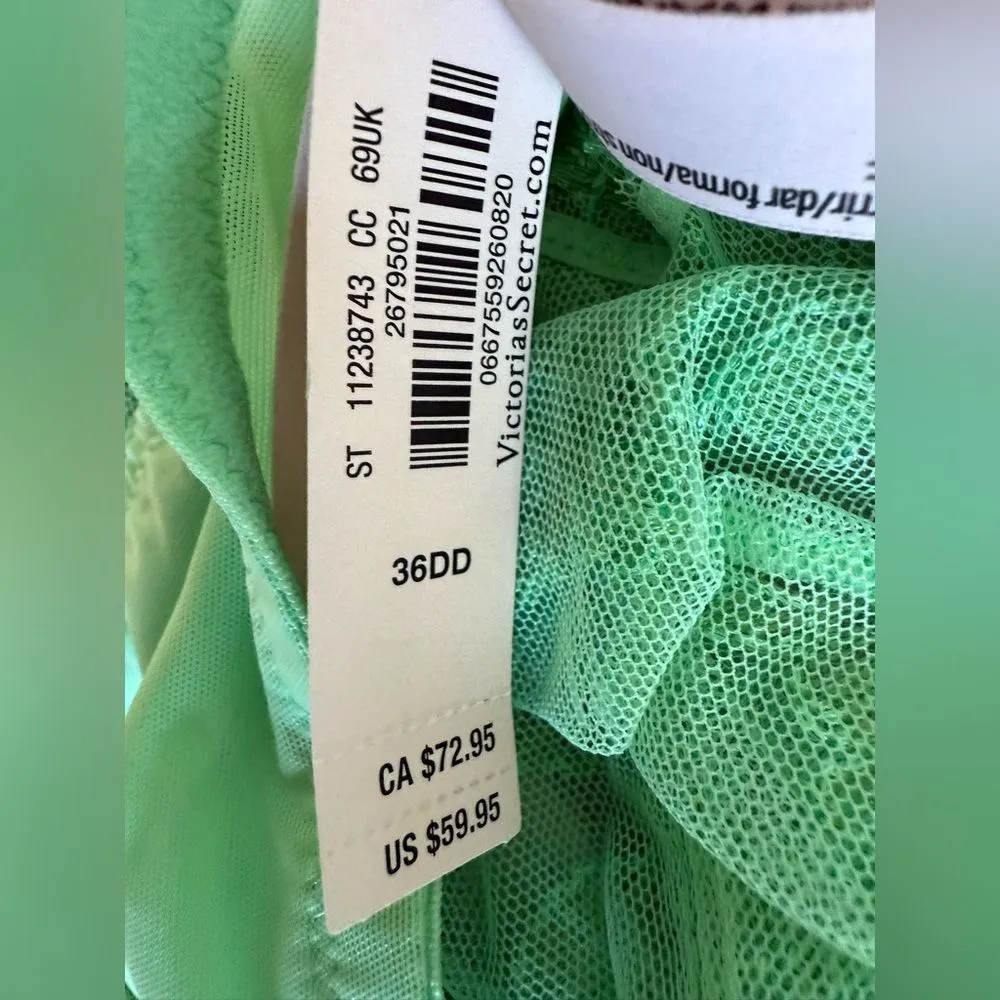 ST 11238743 CC 69UK
26795021
0667559260820
VictoriasSecret.com
36DD
CA $72.95
US $59.95
rir/dar forma/non